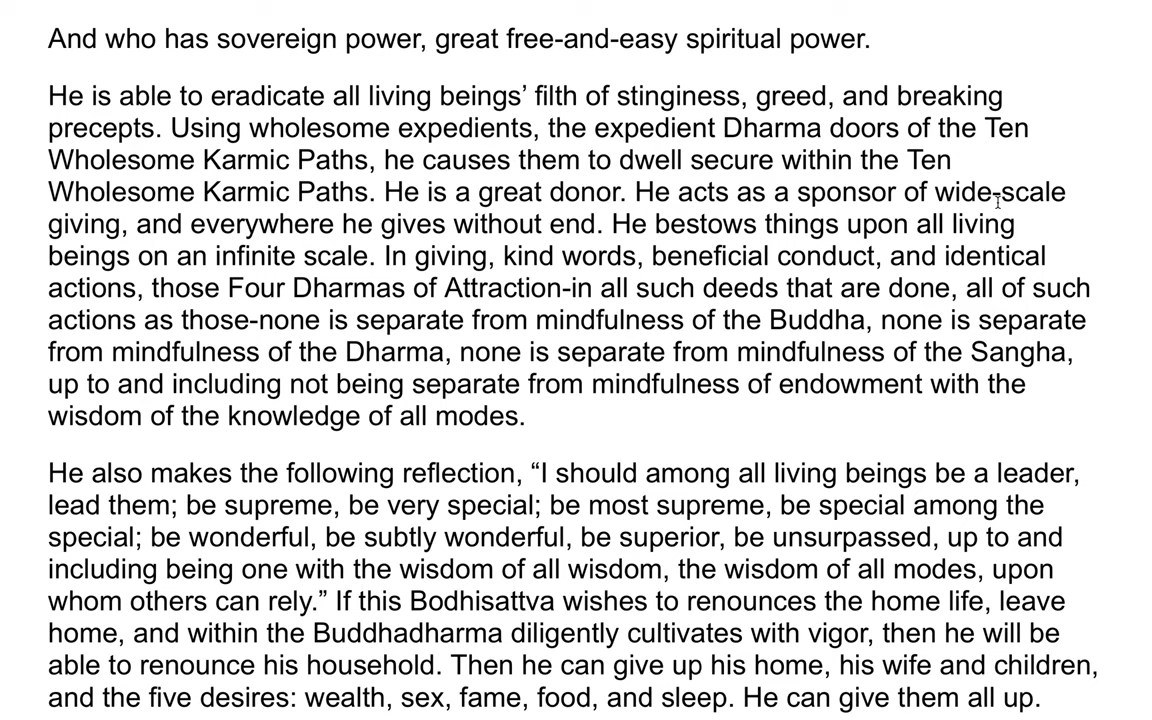 And who has sovereign power, great free-and-easy spiritual power.
He is able to eradicate all living beings’ filth of stinginess, greed, and breaking
precepts. Using wholesome expedients, the expedient Dharma doors of the Ten
Wholesome Karmic Paths, he causes them to dwell secure within the Ten
Wholesome Karmic Paths. He is a great donor. He acts as a sponsor of wide-scale
giving, and everywhere he gives without end. He bestows things upon all living
beings on an infinite scale. In giving, kind words, beneficial conduct, and identical
actions, those Four Dharmas of Attraction-in all such deeds that are done, all of such
actions as those-none is separate from mindfulness of the Buddha, none is separate
from mindfulness of the Dharma, none is separate from mindfulness of the Sangha,
up to and including not being separate from mindfulness of endowment with the
wisdom of the knowledge of all modes.
He also makes the following reflection, “I should among all living beings be a leader,
lead them; be supreme, be very special; be most supreme, be special among the
special; be wonderful, be subtly wonderful, be superior, be unsurpassed, up to and
including being one with the wisdom of all wisdom, the wisdom of all modes, upon
whom others can rely.” If this Bodhisattva wishes to renounces the home life, leave
home, and within the Buddhadharma diligently cultivates with vigor, then he will be
able to renounce his household. Then he can give up his home, his wife and children,
and the five desires: wealth, sex, fame, food, and sleep. He can give them all up.